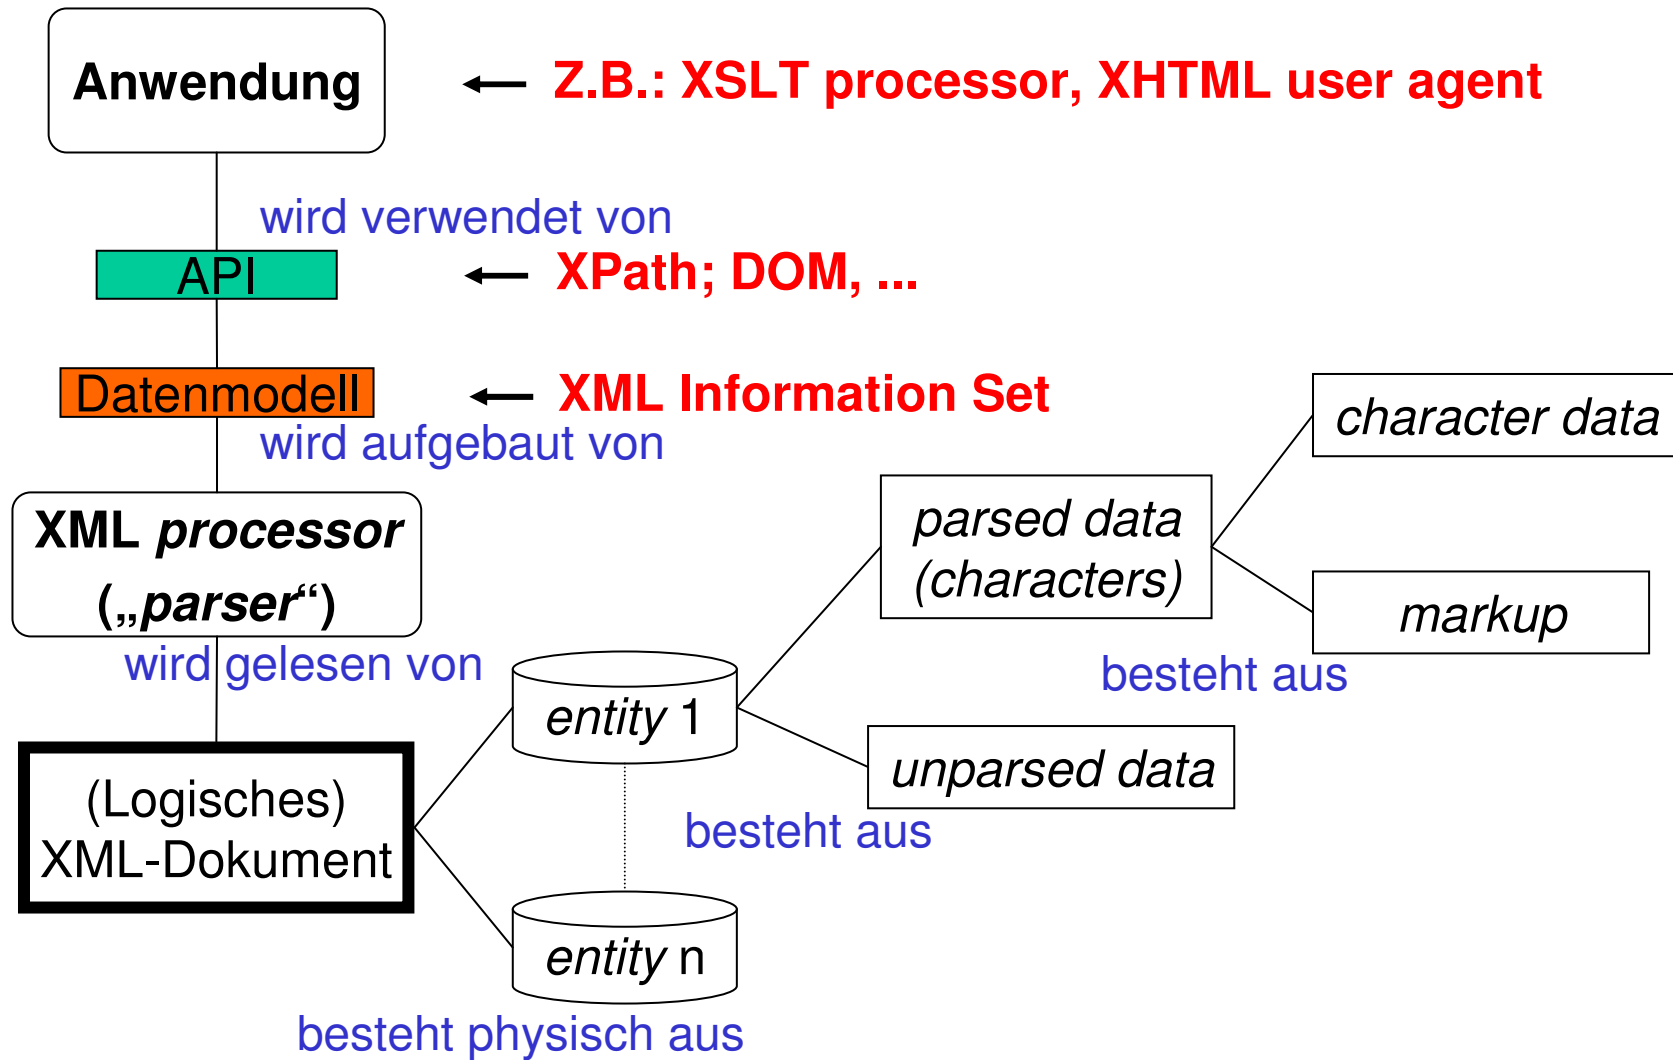 Anwendung
Z.B.: XSLT processor, XHTML user agent
wird verwendet von
API
XPath; DOM, ...
Datenmodell
XML Information Set
wird aufgebaut von
character data
parsed data
(characters)
XML processor
(„parser“)
markup
wird gelesen von
besteht aus
entity 1
unparsed data
(Logisches)
XML-Dokument
besteht aus
entity n
besteht physisch aus